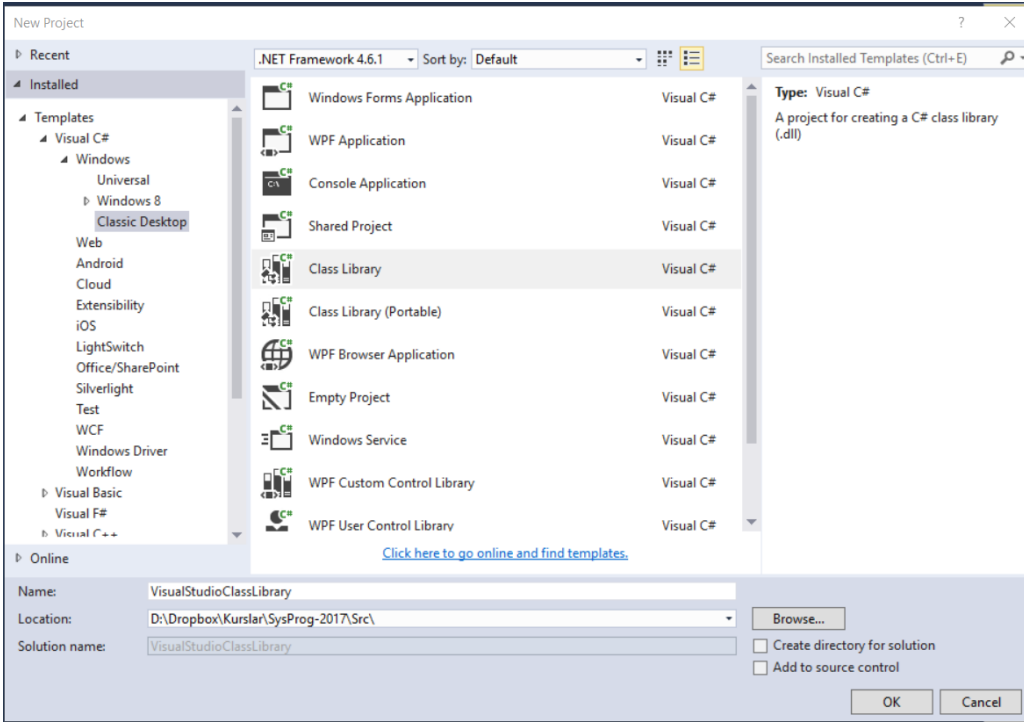 New Project
?
Recent
Installed
Templates
Visual C#
Windows
Universal
Windows 8
Classic Desktop
Web
Android
Cloud
Extensibility
iOS
LightSwitch
Office/SharePoint
Silverlight
Test
WCF
Windows Driver
Workflow
Visual Basic
Visual F#
Visual C++
Online
.NET Framework 4.6.1 Sort by: Default
C# Windows Forms Application Visual C#
C# WPF Application Visual C#
C# C:\ Console Application Visual C#
C# Shared Project Visual C#
C# Class Library Visual C#
C# Class Library (Portable) Visual C#
C# WPF Browser Application Visual C#
C# Empty Project Visual C#
C# Windows Service Visual C#
C# WPF Custom Control Library Visual C#
C# WPF User Control Library Visual C#
Click here to go online and find templates.
Search Installed Templates (Ctrl+E)
Type: Visual C#
A project for creating a C# class library
(.dll)
Name: VisualStudioClassLibrary
Location: D:\Dropbox\Kurslar\SysProg-2017\Src\ Browse...
Solution name: VisualStudioClassLibrary
Create directory for solution
Add to source control
OK Cancel